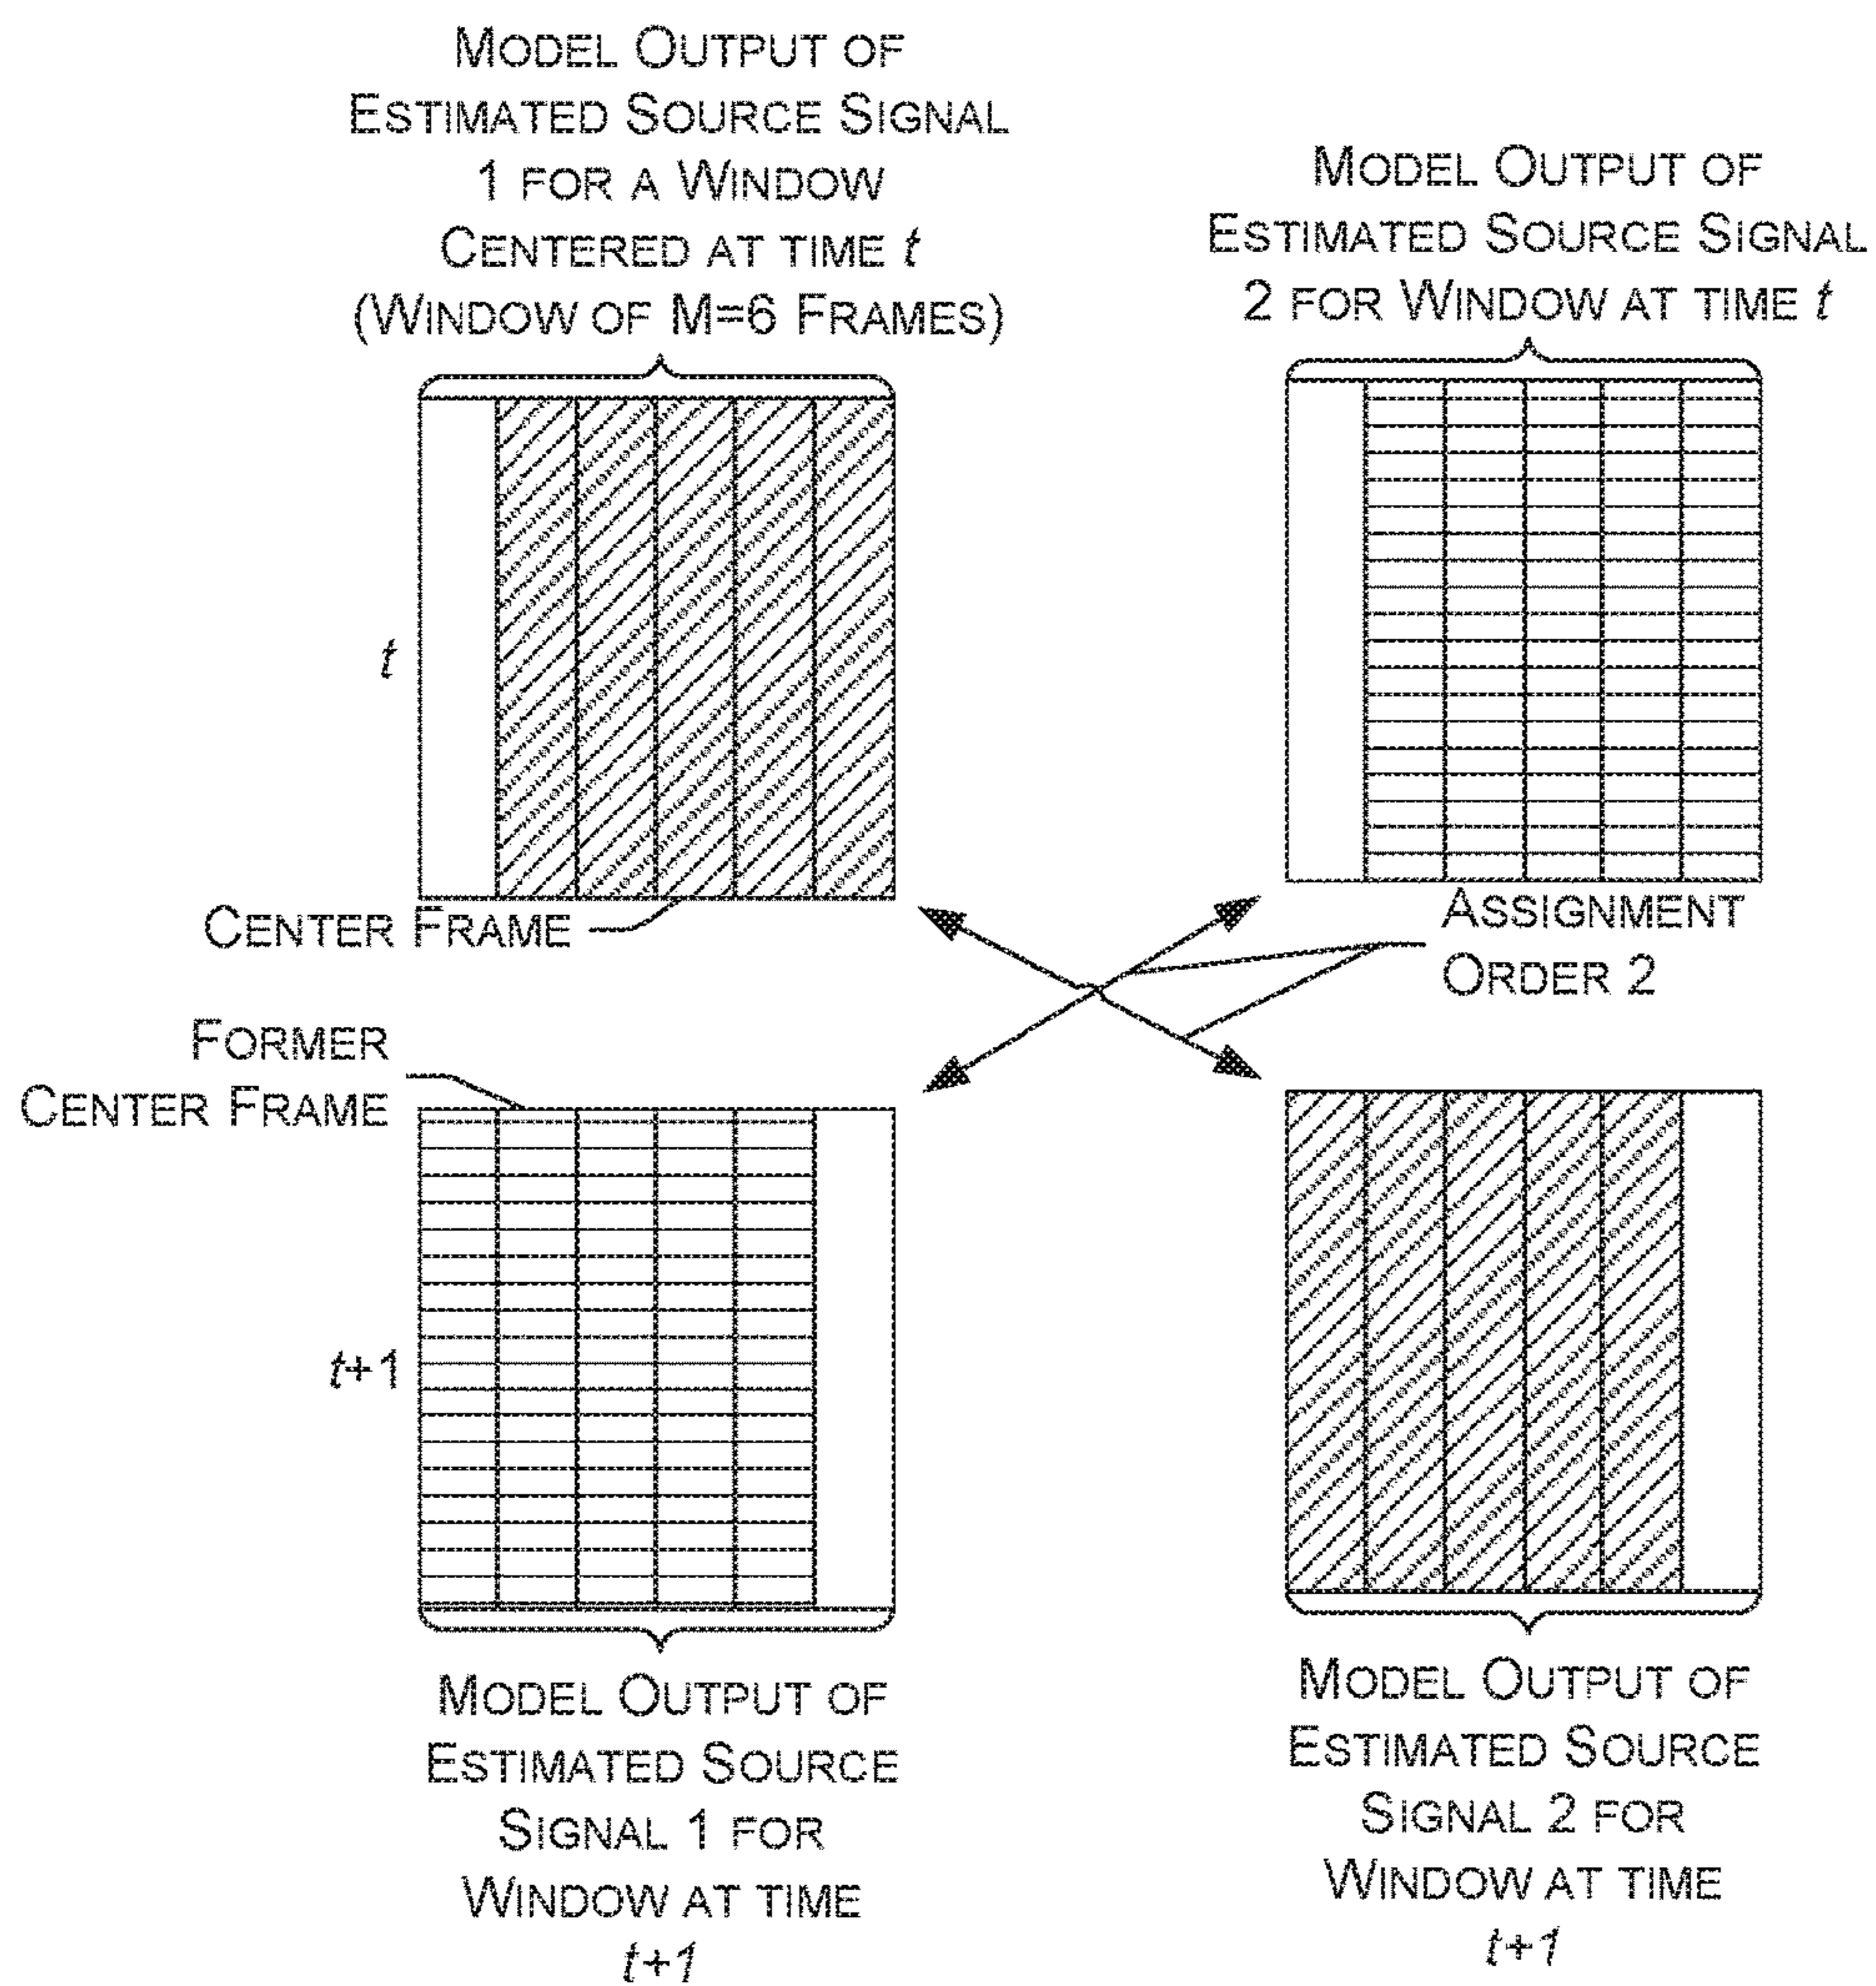 MODEL OUTPUT OF
ESTIMATED SOURCE SIGNAL
1 FOR A WINDOW
CENTERED AT TIME t
(WINDOW OF M=6 FRAMES)
MODEL OUTPUT OF
ESTIMATED SOURCE SIGNAL
2 FOR WINDOW AT TIME t
t
CENTER FRAME
ASSIGNMENT
ORDER 2
FORMER
CENTER FRAME
t+1
MODEL OUTPUT OF
ESTIMATED SOURCE
SIGNAL 1 FOR
WINDOW AT TIME
t+1
MODEL OUTPUT OF
ESTIMATED SOURCE
SIGNAL 2 FOR
WINDOW AT TIME
t+1